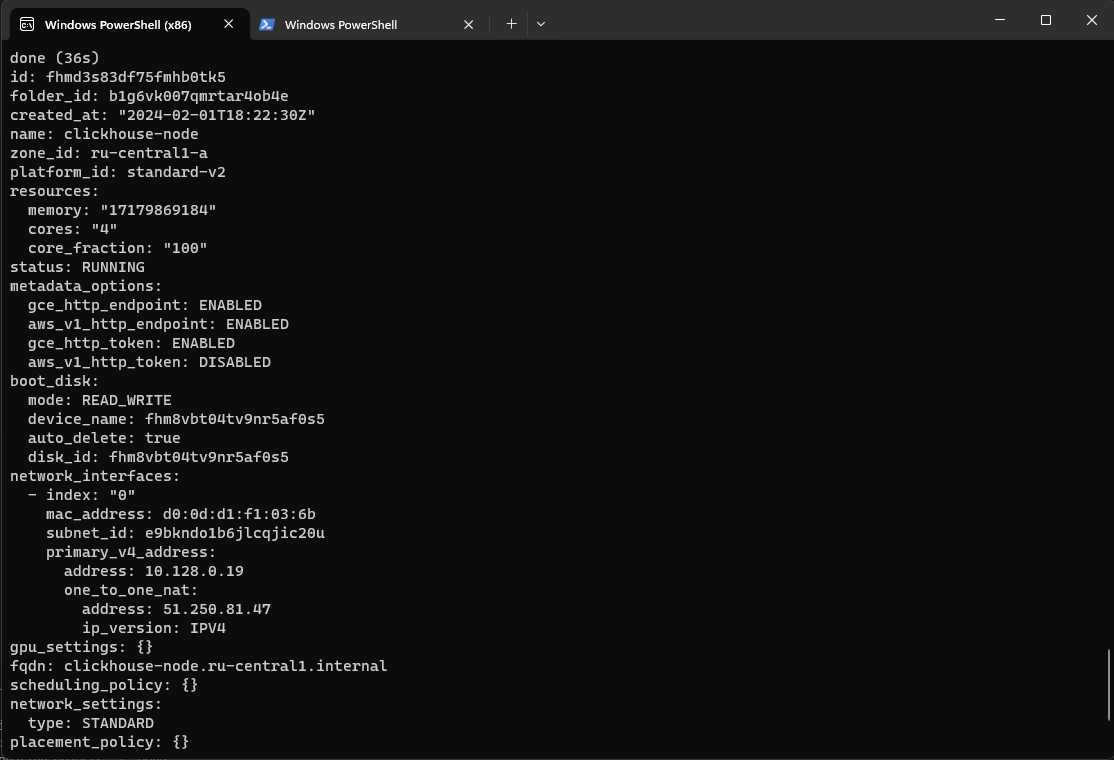 Windows PowerShell (x86)
Windows PowerShell
done (36s)
id: fhmd3s83df75fmhb0tk5
folder_id: b1g6vk007qmrtar4ob4e
created_at: "2024-02-01T18:22:30Z"
name: clickhouse-node
zone_id: ru-central1-a
platform_id: standard-v2
resources:
  memory: "17179869184"
  cores: "4"
  core_fraction: "100"
status: RUNNING
metadata_options:
  gce_http_endpoint: ENABLED
  aws_v1_http_endpoint: ENABLED
  gce_http_token: ENABLED
  aws_v1_http_token: DISABLED
boot_disk:
  mode: READ_WRITE
  device_name: fhm8vbt04tv9nr5af0s5
  auto_delete: true
  disk_id: fhm8vbt04tv9nr5af0s5
network_interfaces:
  - index: "0"
    mac_address: d0:0d:d1:f1:03:6b
    subnet_id: e9bkndo1b6jlcqjic20u
    primary_v4_address:
      address: 10.128.0.19
      one_to_one_nat:
        address: 51.250.81.47
        ip_version: IPV4
gpu_settings: {}
fqdn: clickhouse-node.ru-central1.internal
scheduling_policy: {}
network_settings:
  type: STANDARD
placement_policy: {}